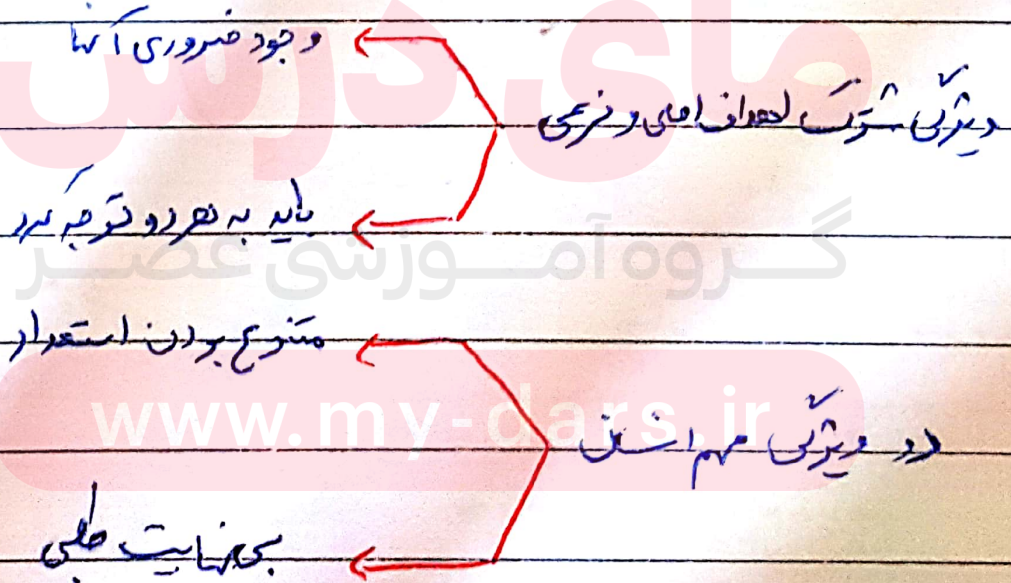 وجود ضروری آنها
ویژگی مشترک اهداف اصلی و فرعی
باید به هر دو توجه کرد
متنوع بودن استعداد
دو ویژگی مهم انسان
بی نهایت طلبی
مای درس
گروه آموزشی عصر
www.my-dars.ir